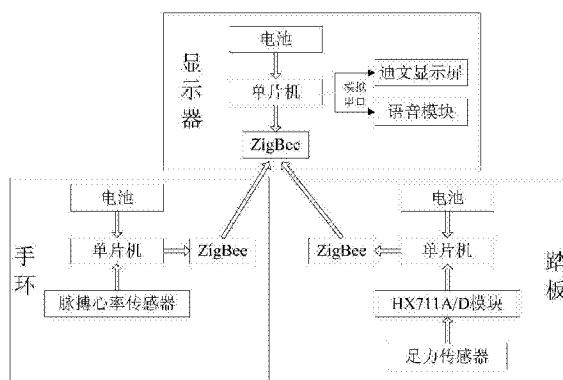 显示器
电池
单片机
模拟串口
迪文显示屏
语音模块
ZigBee
手环
电池
单片机
ZigBee
脉搏心率传感器
踏板
电池
ZigBee
单片机
HX711A/D模块
足力传感器